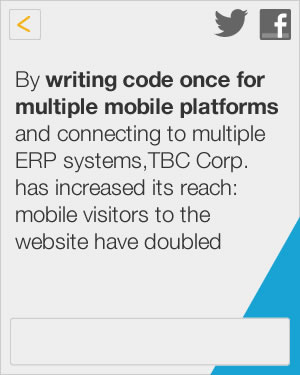 By writing code once for
multiple mobile platforms
and connecting to multiple
ERP systems,TBC Corp.
has increased its reach:
mobile visitors to the
website have doubled